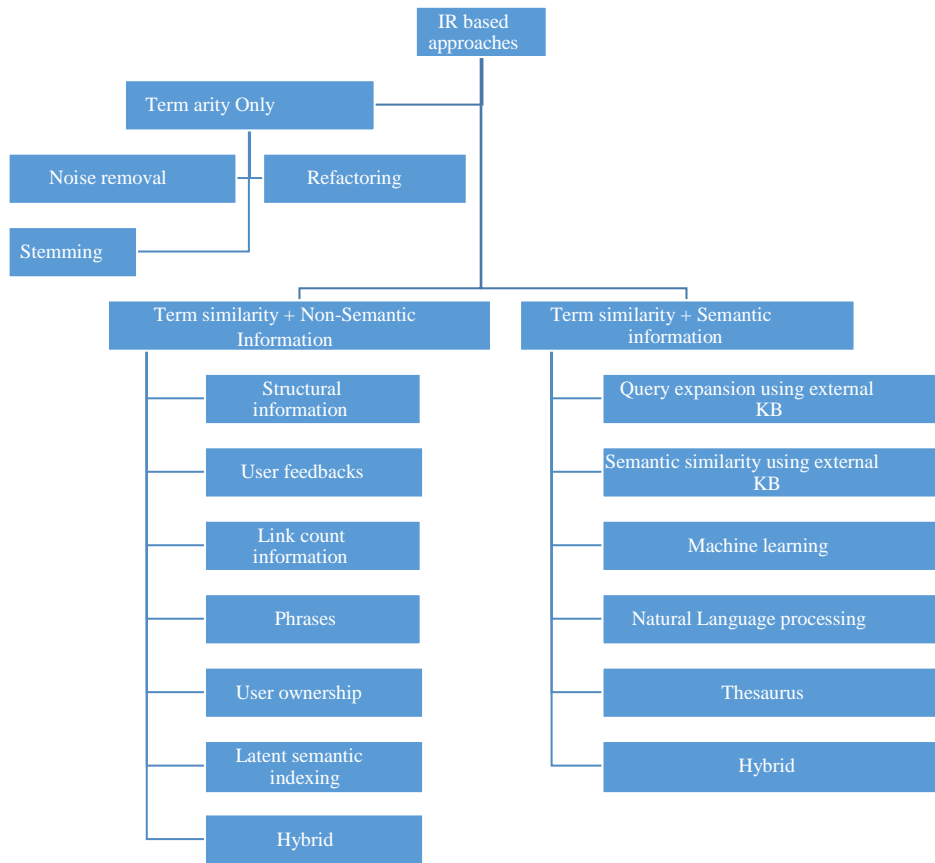 IR based
approaches
Term arity Only
Noise removal
Refactoring
Stemming
Term similarity + Non-Semantic
Information
Term similarity + Semantic
information
Structural
information
User feedbacks
Link count
information
Phrases
User ownership
Latent semantic
indexing
Hybrid
Query expansion using external
KB
Semantic similarity using external
KB
Machine learning
Natural Language processing
Thesaurus
Hybrid